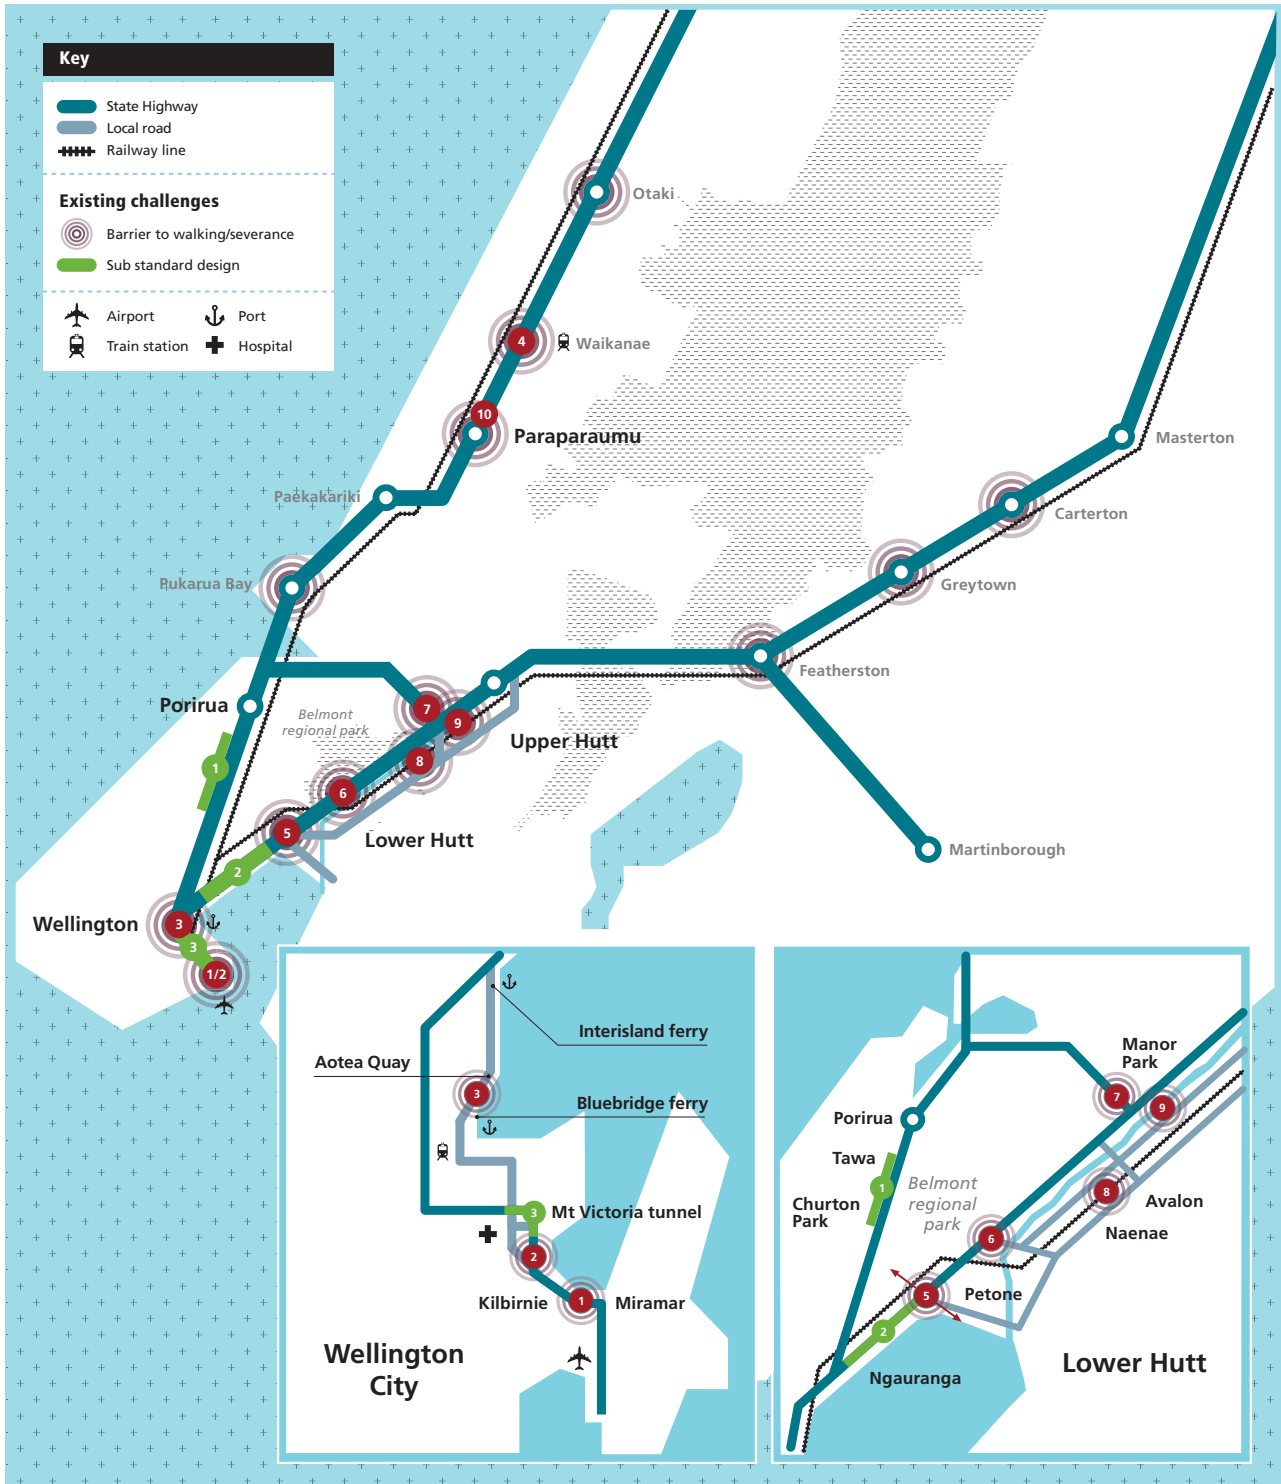 Key
State Highway
Local road
Railway line
Existing challenges
Barrier to walking/severance
Sub standard design
Airport
Port
Train station
Hospital
Otaki
4
Waikanae
10
Paraparaumu
Masterton
Paekakariki
Carterton
Pukarua Bay
Greytown
Featherston
Porirua
Belmont
regional park
7
9
Upper Hutt
1
8
6
5
Lower Hutt
Martinborough
2
Wellington
3
3
1/2
Interisland ferry
Aotea Quay
3
Bluebridge ferry
3
Mt Victoria tunnel
2
Kilbirnie
1
Miramar
Wellington
City
Manor
Park
7
9
Porirua
Tawa
1
Belmont
regional
park
Churton
Park
8
Avalon
Naenae
6
5
Petone
2
Ngauranga
Lower Hutt